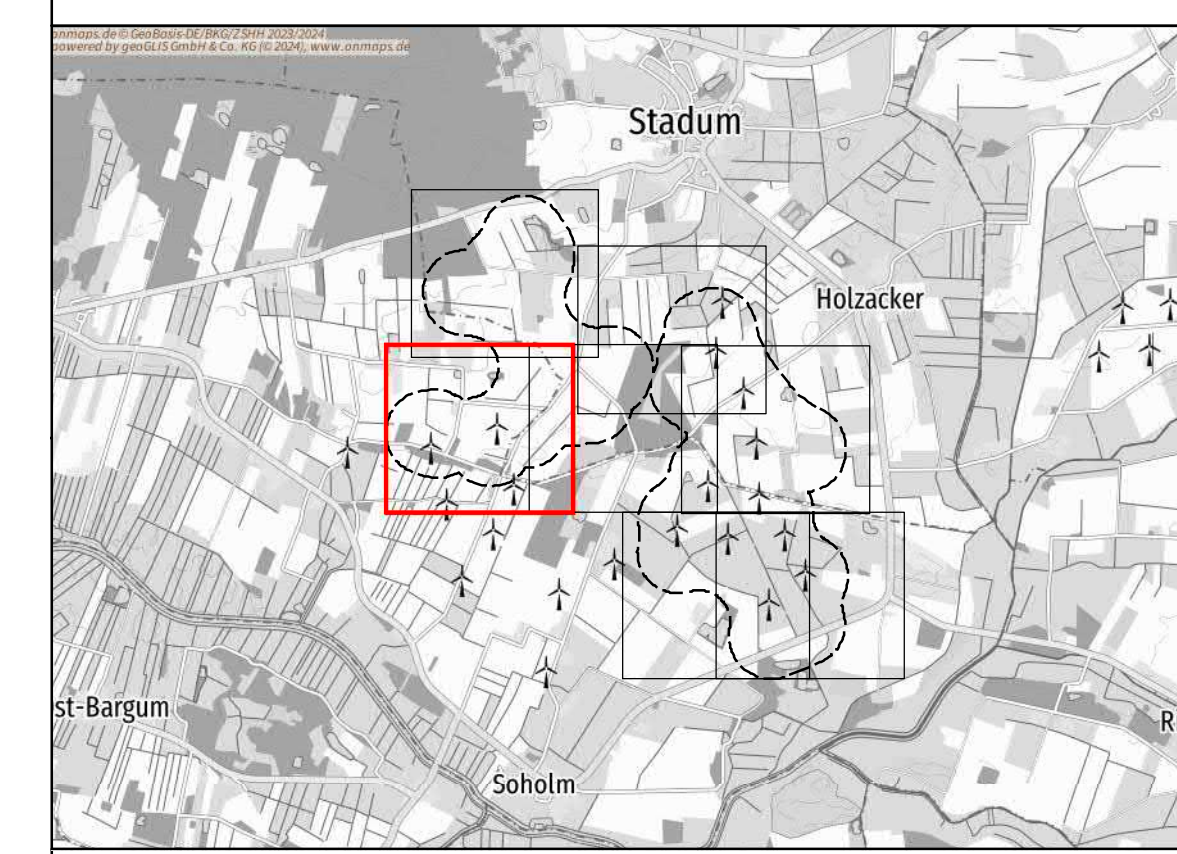 onmaps.de © GeoBasis-DE/BKG/ZSHH 2023/2024
powered by geoGLIS GmbH & Co. KG (© 2024), www.onmaps.de
Stadum
Holzacker
st-Bargum
R
Soholm